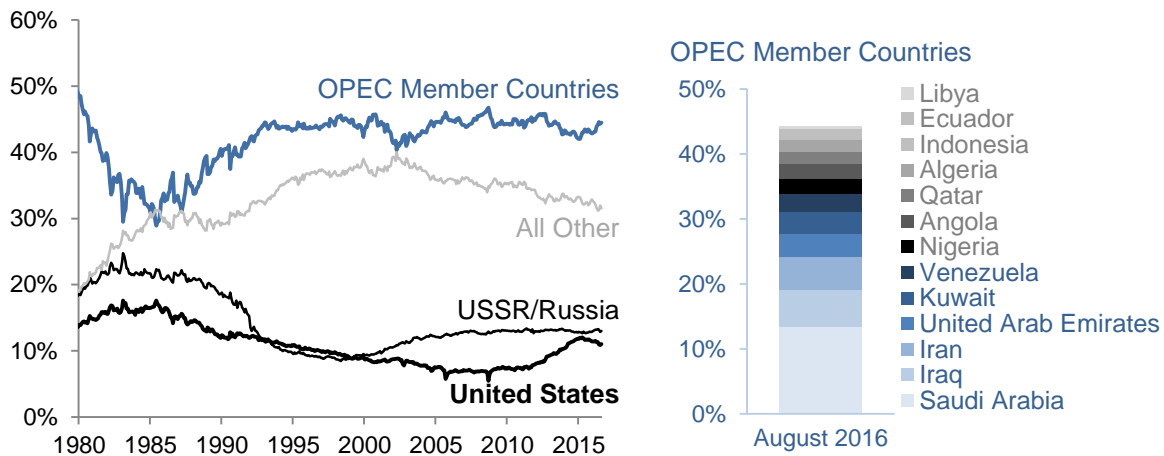 60%
50%
40%
30%
20%
10%
0%
OPEC Member Countries
All Other
USSR/Russia
United States
1980 1985 1990 1995 2000 2005 2010 2015
OPEC Member Countries
50%
40%
30%
20%
10%
0%
August 2016
Libya
Ecuador
Indonesia
Algeria
Qatar
Angola
Nigeria
Venezuela
Kuwait
United Arab Emirates
Iran
Iraq
Saudi Arabia